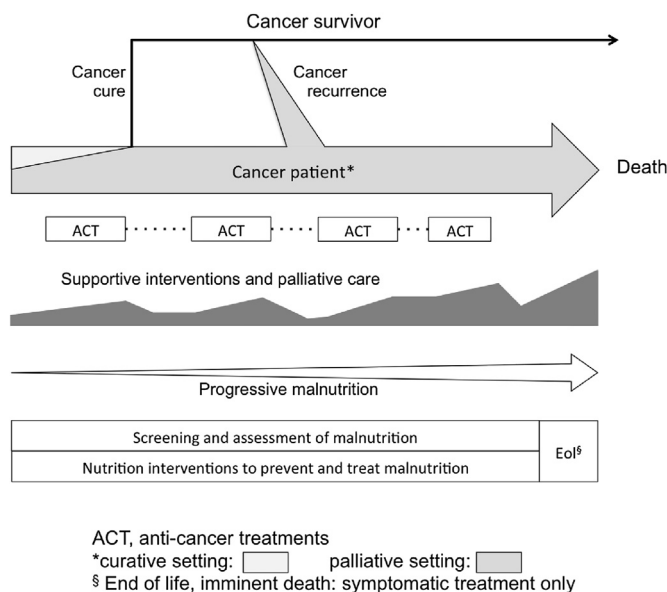 Cancer survivor
Cancer
cure
Cancer
recurrence
Cancer patient*
Death
ACT
ACT
ACT
ACT
Supportive interventions and palliative care
Progressive malnutrition
Screening and assessment of malnutrition
Nutrition interventions to prevent and treat malnutrition
Eol§
ACT, anti-cancer treatments
*curative setting: palliative setting:
§ End of life, imminent death: symptomatic treatment only